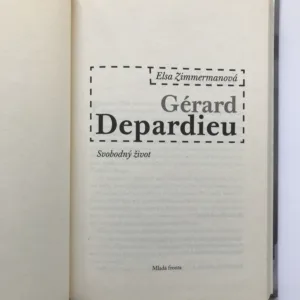 Elsa Zimmermanová
Gérard
Depardieu
Svobodný život
Mladá fronta